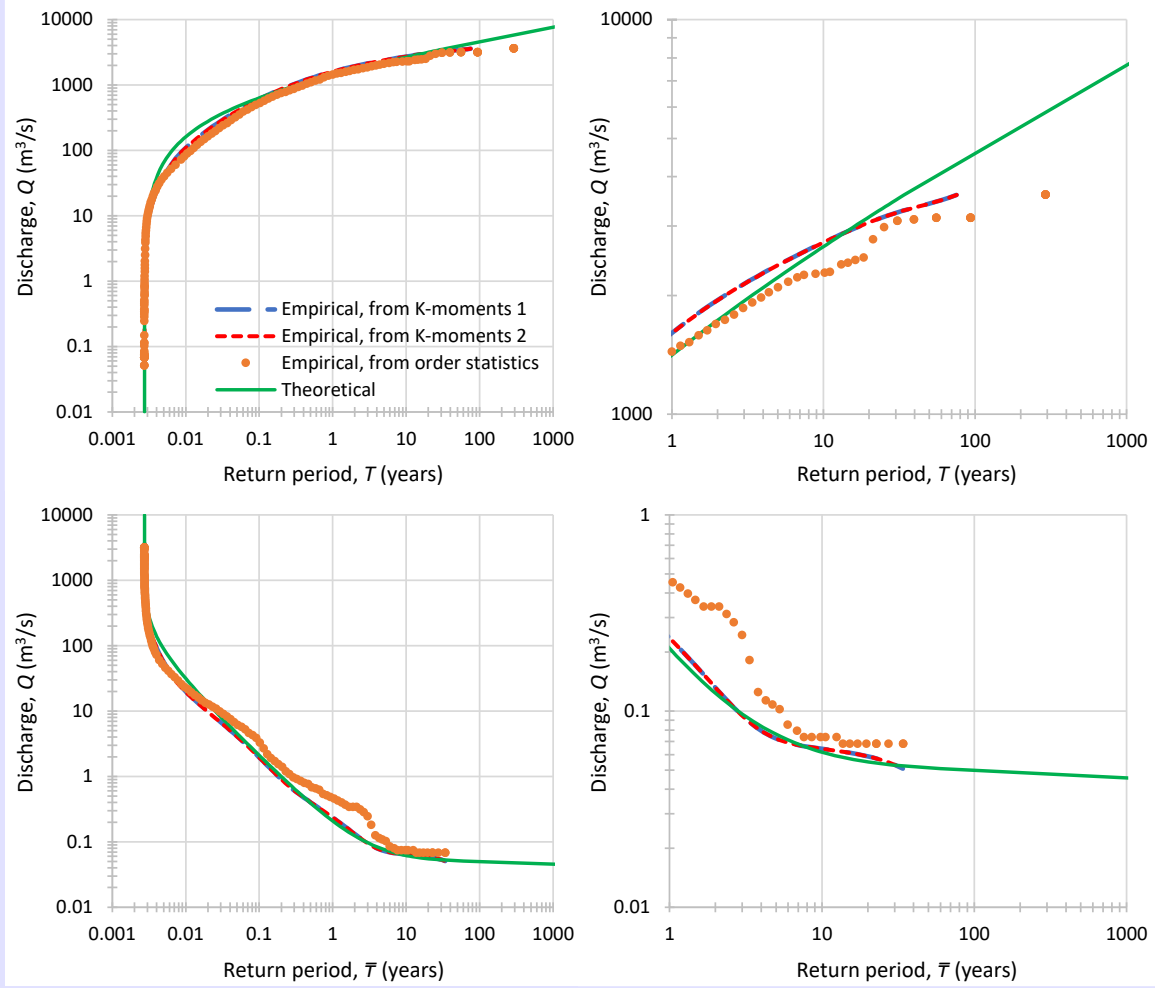 10000
1000
100
10
1
0.1
0.01
Discharge, Q (m³/s)
Empirical, from K-moments 1
Empirical, from K-moments 2
Empirical, from order statistics
Theoretical
0.001 0.01 0.1 1 10 100 1000
Return period, T (years)
10000
1000
Discharge, Q (m³/s)
1 10 100 1000
Return period, T (years)
10000
1000
100
10
1
0.1
0.01
Discharge, Q (m³/s)
0.001 0.01 0.1 1 10 100 1000
Return period, T̅ (years)
1
0.1
0.01
Discharge, Q (m³/s)
1 10 100 1000
Return period, T̅ (years)